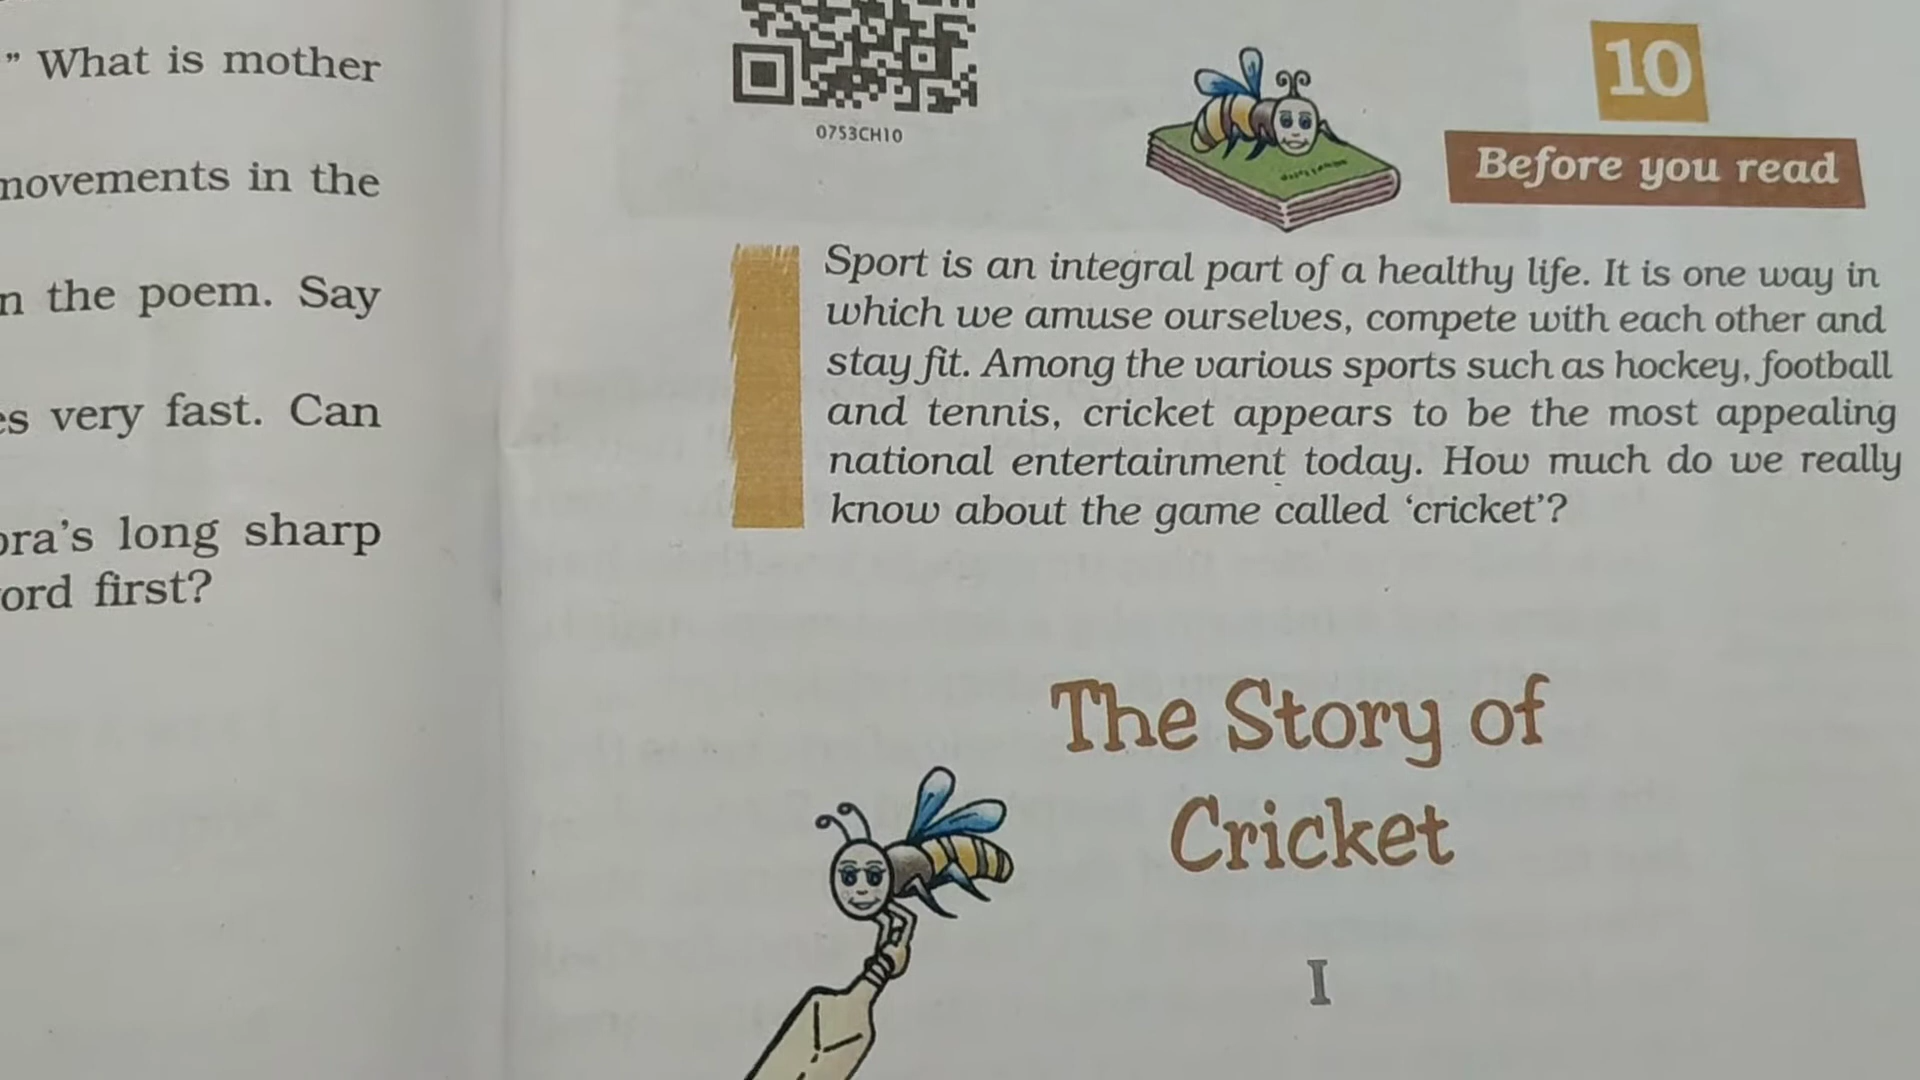 ” What is mother
movements in the
n the poem. Say
es very fast. Can
ora’s long sharp
ord first?
0753CH10
10
Before you read
Sport is an integral part of a healthy life. It is one way in
which we amuse ourselves, compete with each other and
stay fit. Among the various sports such as hockey, football
and tennis, cricket appears to be the most appealing
national entertainment today. How much do we really
know about the game called ‘cricket’?
The Story of
Cricket
I